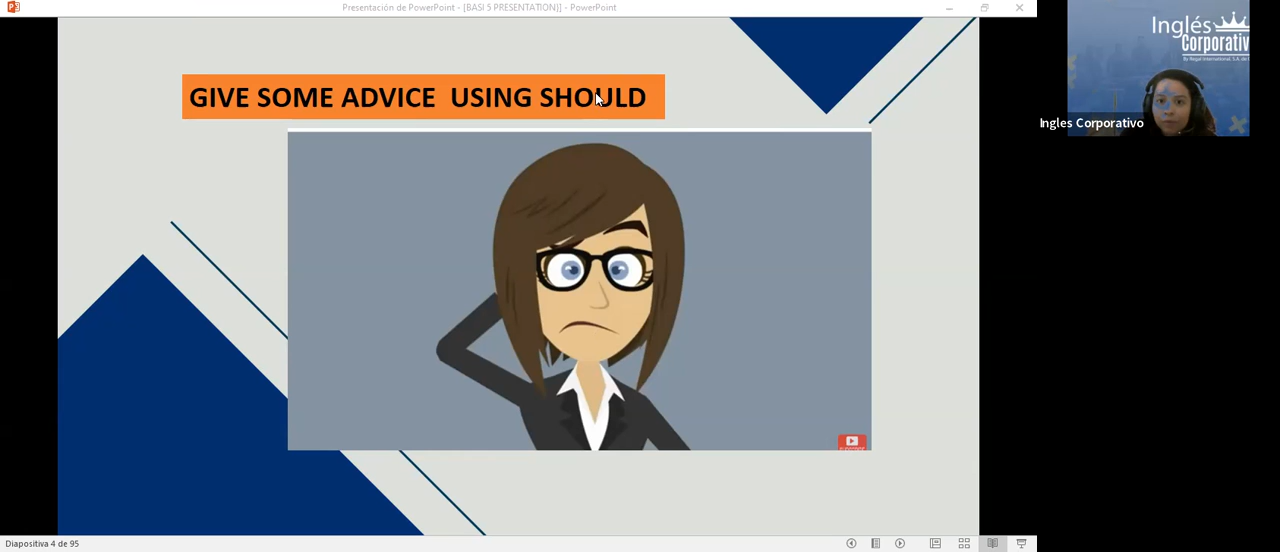 Presentación de PowerPoint - [BASI 5 PRESENTATION)] - PowerPoint
GIVE SOME ADVICE USING SHOULD
Inglés
Corporativ
Ingles Corporativo
Diapositiva 4 de 95